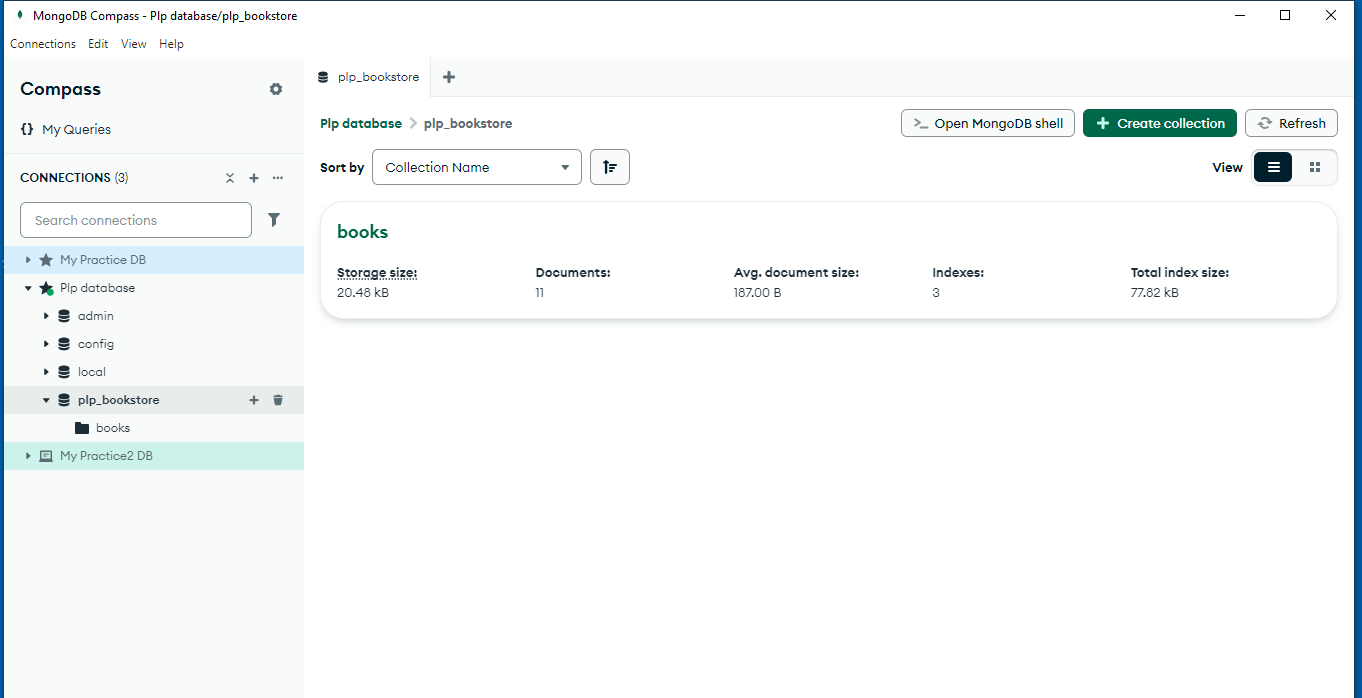 MongoDB Compass - Plp database/plp_bookstore
Connections Edit View Help
Compass
{} My Queries
CONNECTIONS (3)
Search connections
My Practice DB
Plp database
admin
config
local
plp_bookstore
books
My Practice2 DB
plp_bookstore
Plp database > plp_bookstore
>_ Open MongoDB shell
+ Create collection
Refresh
Sort by Collection Name
View
books
Storage size: Documents: Avg. document size: Indexes: Total index size:
20.48 kB 11 187.00 B 3 77.82 kB